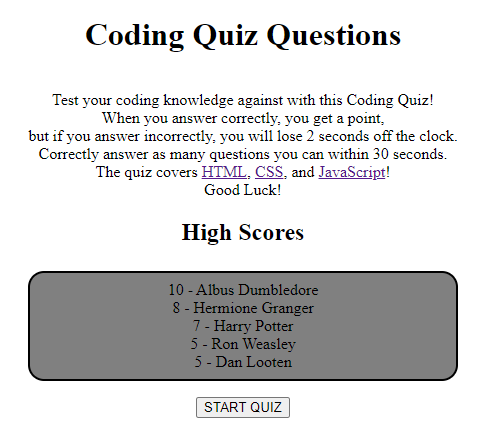 Coding Quiz Questions
Test your coding knowledge against with this Coding Quiz!
When you answer correctly, you get a point,
but if you answer incorrectly, you will lose 2 seconds off the clock.
Correctly answer as many questions you can within 30 seconds.
The quiz covers HTML, CSS, and JavaScript!
Good Luck!
High Scores
10 - Albus Dumbledore
8 - Hermione Granger
7 - Harry Potter
5 - Ron Weasley
5 - Dan Looten
START QUIZ